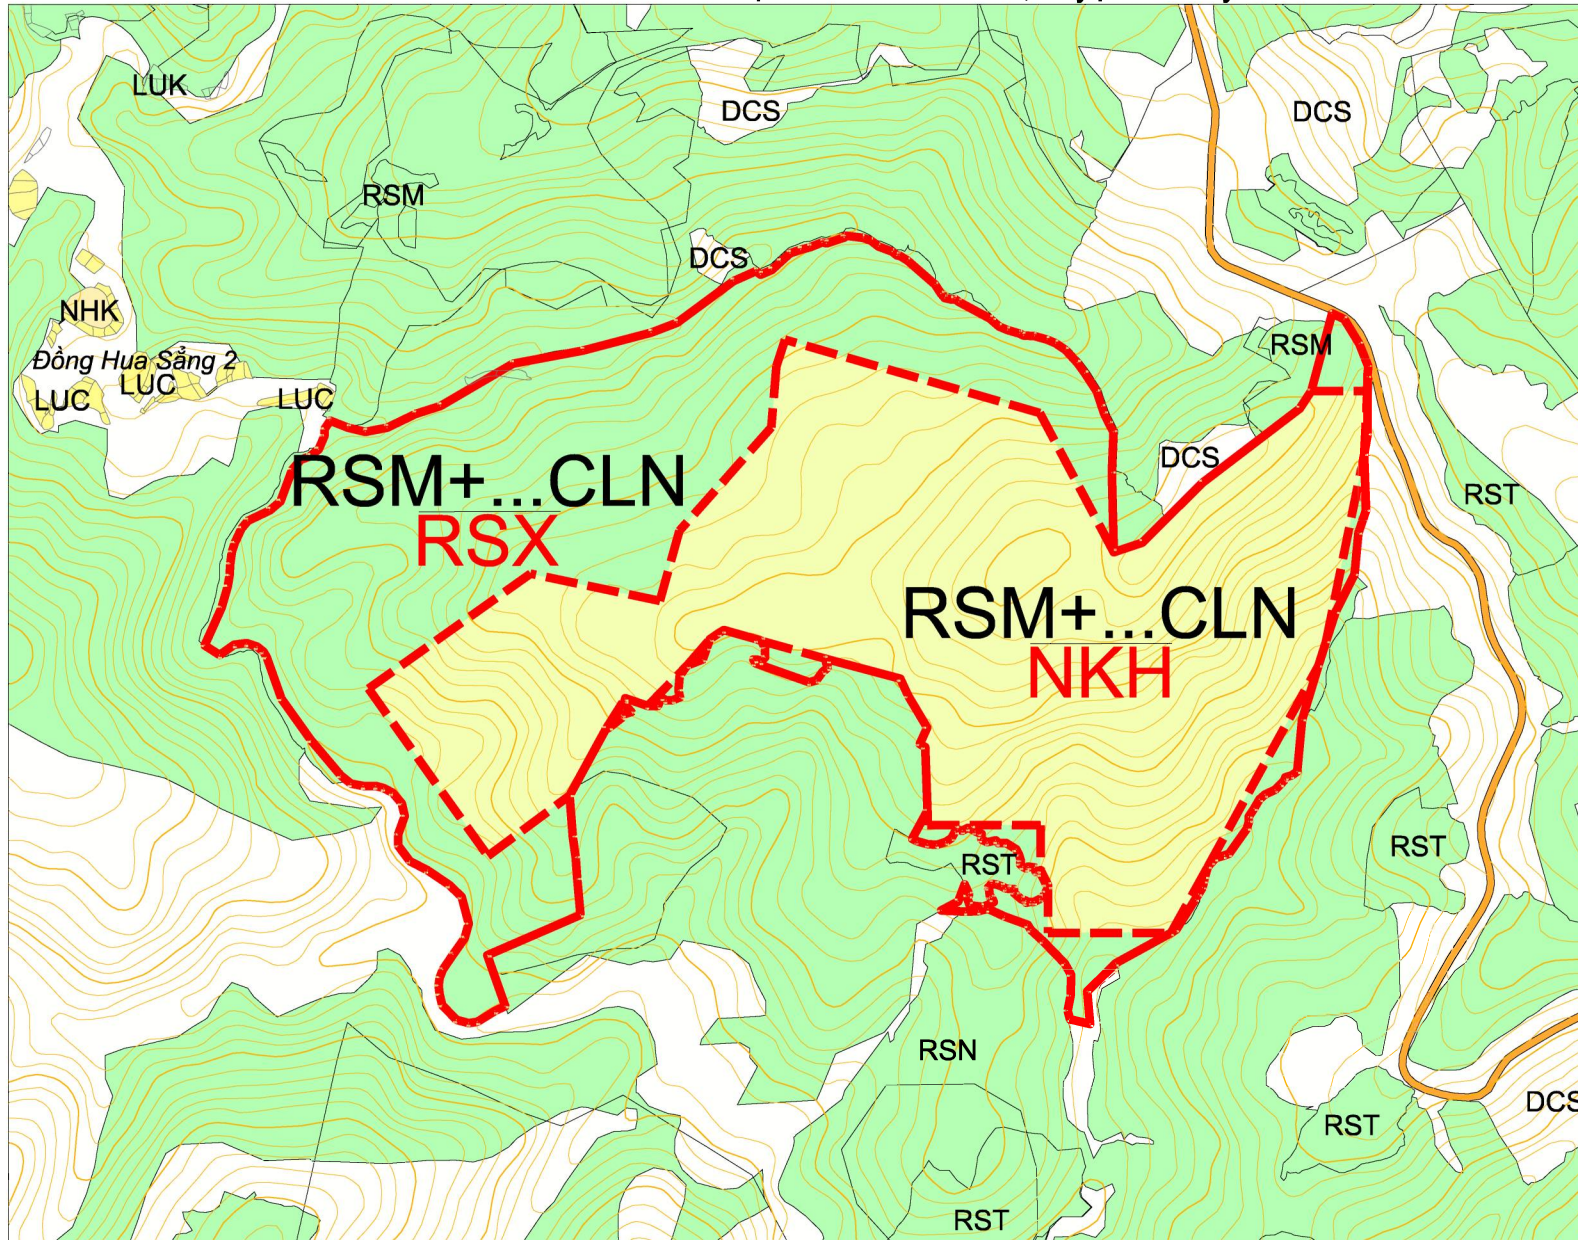 LUK
DCS
DCS
RSM
DCS
NHK
RSM
Đồng Hua Sẳng 2
LUC
LUC
LUC
DCS
RSM+...CLN
RSX
RST
RSM+...CLN
NKH
RST
RST
RSN
DCS
RST
RST